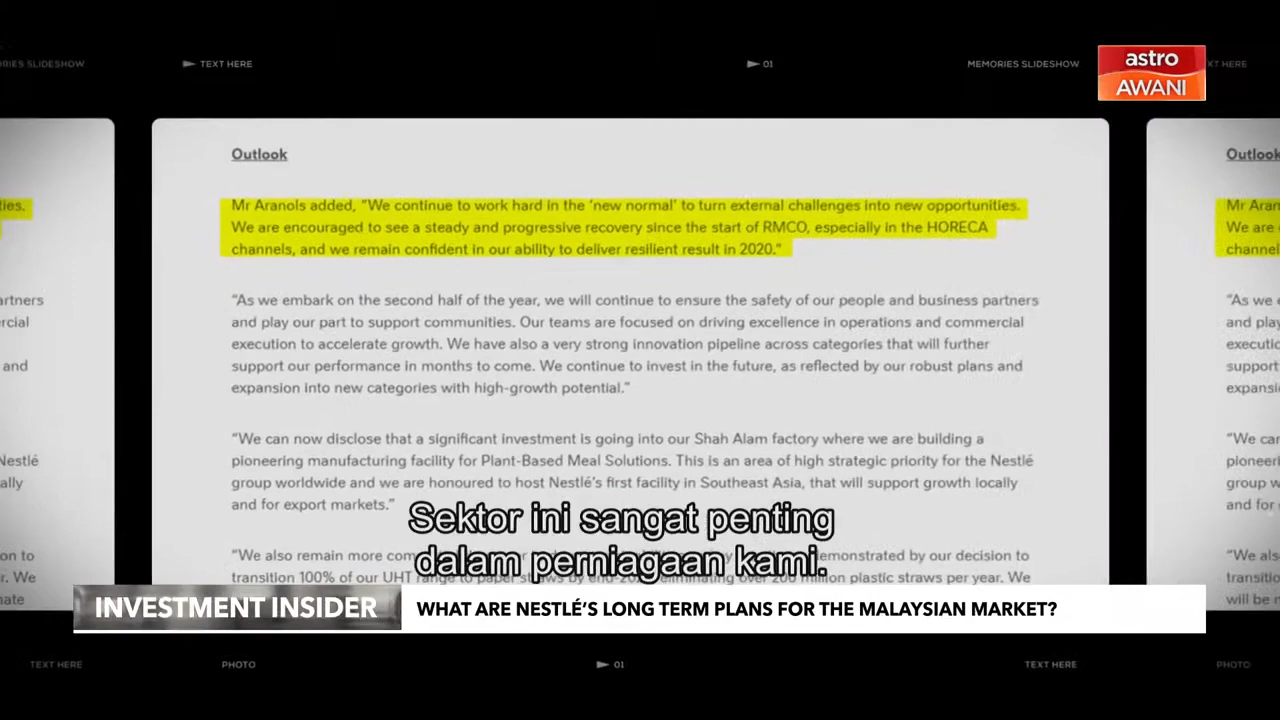 RIES SLIDESHOW
TEXT HERE
01
MEMORIES SLIDESHOW
XT HERE
astro
AWANI
Outlook
Mr Aranols added, “We continue to work hard in the ‘new normal’ to turn external challenges into new opportunities.
We are encouraged to see a steady and progressive recovery since the start of RMCO, especially in the HORECA
channels, and we remain confident in our ability to deliver resilient result in 2020.”
“As we embark on the second half of the year, we will continue to ensure the safety of our people and business partners
and play our part to support communities. Our teams are focused on driving excellence in operations and commercial
execution to accelerate growth. We have also a very strong innovation pipeline across categories that will further
support our performance in months to come. We continue to invest in the future, as reflected by our robust plans and
expansion into new categories with high-growth potential.”
“We can now disclose that a significant investment is going into our Shah Alam factory where we are building a
pioneering manufacturing facility for Plant-Based Meal Solutions. This is an area of high strategic priority for the Nestlé
group worldwide and we are honoured to host Nestlé’s first facility in Southeast Asia, that will support growth locally
and for export markets.”
“We also remain more demonstrated by our decision to
transition 100% of our UHT range to paper straws by eliminating over 200 million plastic straws per year. We
Sektor ini sangat penting
dalam perniagaan kami.
INVESTMENT INSIDER
WHAT ARE NESTLÉ’S LONG TERM PLANS FOR THE MALAYSIAN MARKET?
TEXT HERE
PHOTO
01
TEXT HERE
PHOTO